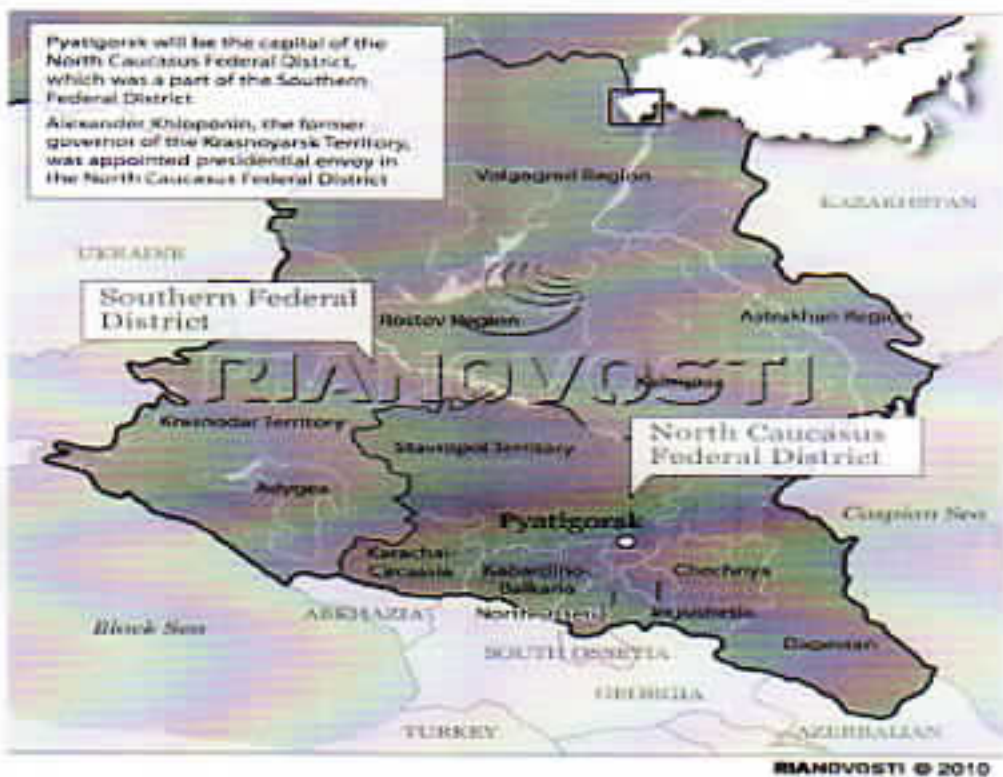 Pyatigorsk will be the capital of the
North Caucasus Federal District,
which was a part of the Southern
Federal District
Alexander Khloponin, the former
governor of the Krasnoyarsk Territory,
was appointed presidential envoy in
the North Caucasus Federal District
Volgograd Region
KAZAKHSTAN
UKRAINE
Southern Federal
District
Rostov Region
Astrakhan Region
RIANOVOSTI
Krasnodar Territory
Stavropol Territory
North Caucasus
Federal District
Adygea
Pyatigorsk
Caspian Sea
Karachai-
Kabardino-
Balkaria
Chechnya
ABKHAZIA
North
Ingushetia
Black Sea
SOUTH OSSETIA
Dagestan
GEORGIA
TURKEY
AZERBAIJAN
RIANOVOSTI © 2010